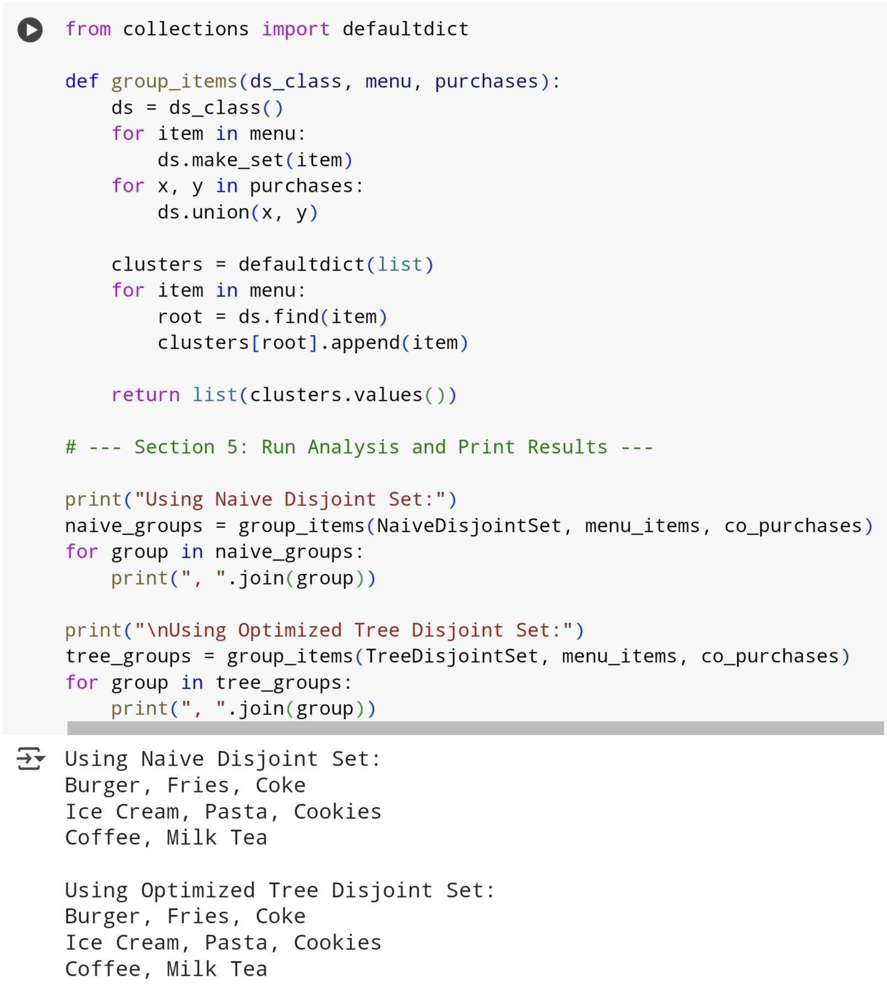 from collections import defaultdict

def group_items(ds_class, menu, purchases):
    ds = ds_class()
    for item in menu:
        ds.make_set(item)
    for x, y in purchases:
        ds.union(x, y)

    clusters = defaultdict(list)
    for item in menu:
        root = ds.find(item)
        clusters[root].append(item)

    return list(clusters.values())

# --- Section 5: Run Analysis and Print Results ---

print("Using Naive Disjoint Set:")
naive_groups = group_items(NaiveDisjointSet, menu_items, co_purchases)
for group in naive_groups:
    print(", ".join(group))

print("\nUsing Optimized Tree Disjoint Set:")
tree_groups = group_items(TreeDisjointSet, menu_items, co_purchases)
for group in tree_groups:
    print(", ".join(group))

Using Naive Disjoint Set:
Burger, Fries, Coke
Ice Cream, Pasta, Cookies
Coffee, Milk Tea

Using Optimized Tree Disjoint Set:
Burger, Fries, Coke
Ice Cream, Pasta, Cookies
Coffee, Milk Tea